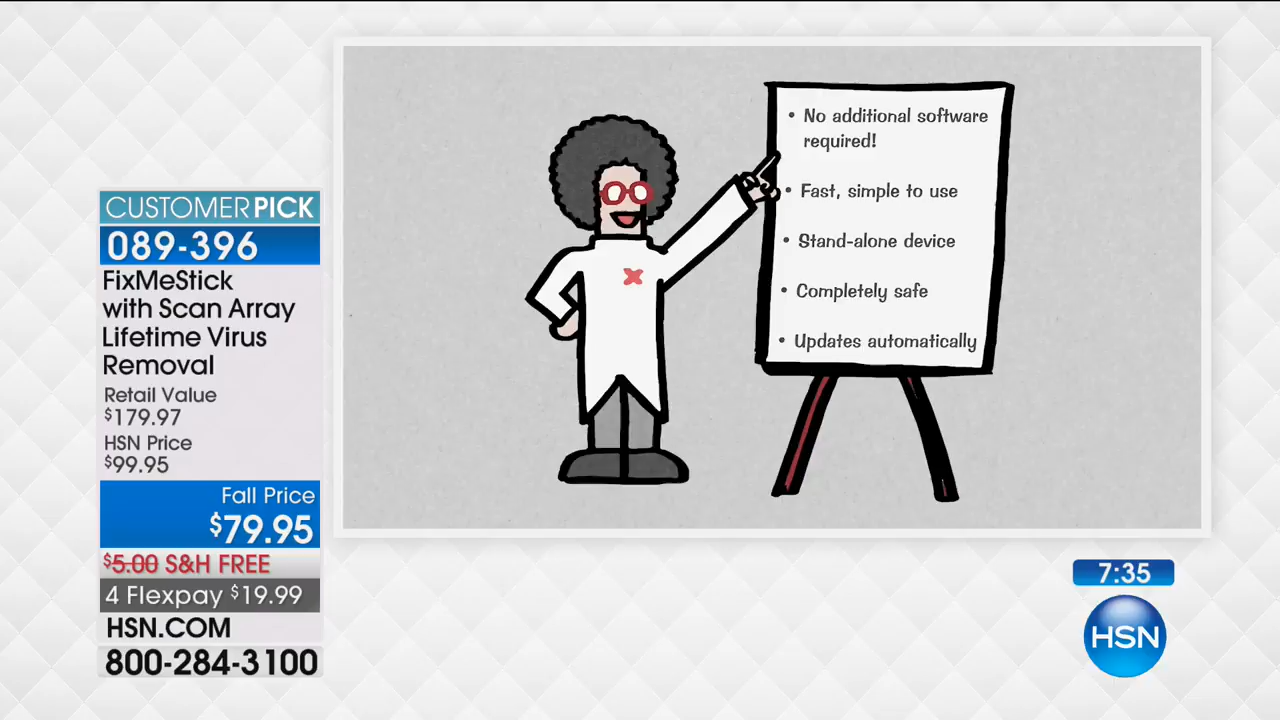 CUSTOMER PICK
089-396
FixMeStick
with Scan Array
Lifetime Virus
Removal
Retail Value
$179.97
HSN Price
$99.95
Fall Price
$79.95
$5.00 S&H FREE
4 Flexpay $19.99
HSN.COM
800-284-3100
• No additional software
required!
• Fast, simple to use
• Stand-alone device
• Completely safe
• Updates automatically
7:35
HSN